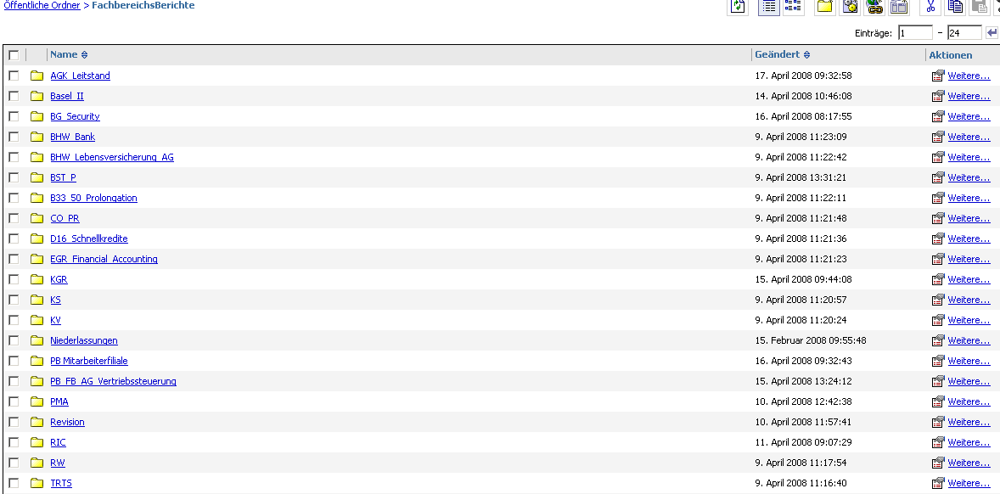 Öffentliche Ordner > FachbereichsBerichte
Einträge: 1 - 24
Name Geändert Aktionen
AGK_Leitstand 17. April 2008 09:32:58 Weitere...
Basel_II 14. April 2008 10:46:08 Weitere...
BG_Security 16. April 2008 08:17:55 Weitere...
BHW_Bank 9. April 2008 11:23:09 Weitere...
BHW_Lebensversicherung_AG 9. April 2008 11:22:42 Weitere...
BST_P 9. April 2008 13:31:21 Weitere...
B33_50_Prolongation 9. April 2008 11:22:11 Weitere...
CO_PR 9. April 2008 11:21:48 Weitere...
D16_Schnellkredite 9. April 2008 11:21:36 Weitere...
EGR_Financial_Accounting 9. April 2008 11:21:23 Weitere...
KGR 15. April 2008 09:44:08 Weitere...
KS 9. April 2008 11:20:57 Weitere...
KV 9. April 2008 11:20:24 Weitere...
Niederlassungen 15. Februar 2008 09:55:48 Weitere...
PB Mitarbeiterfiliale 16. April 2008 09:32:43 Weitere...
PB_FB_AG_Vertriebssteuerung 15. April 2008 13:24:12 Weitere...
PMA 10. April 2008 12:42:38 Weitere...
Revision 10. April 2008 11:57:41 Weitere...
RIC 11. April 2008 09:07:29 Weitere...
RW 9. April 2008 11:17:54 Weitere...
TRTS 9. April 2008 11:16:40 Weitere...